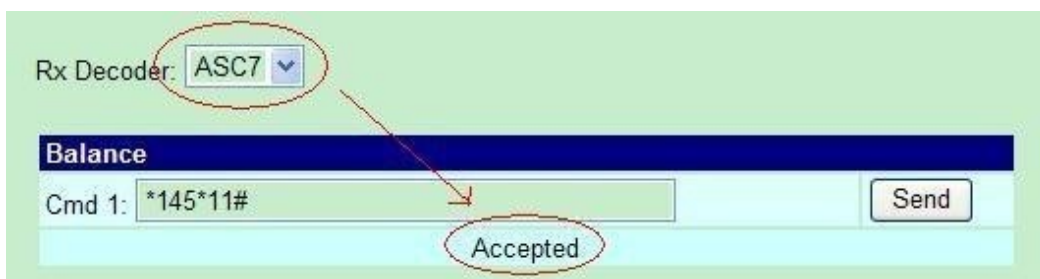 Rx Decoder: ASC7
Balance
Cmd 1: *145*11# Send
Accepted